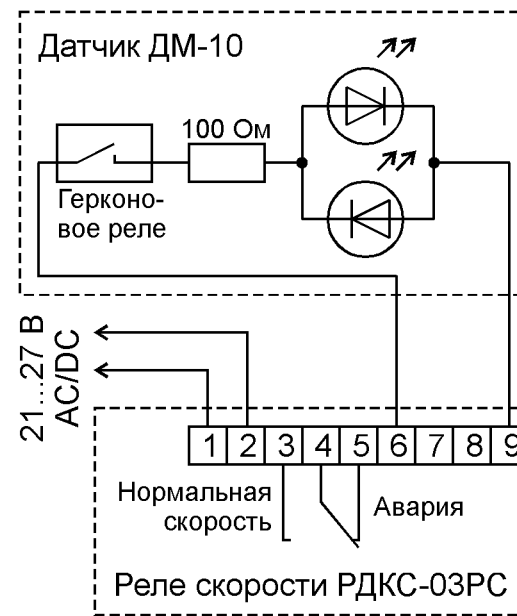 Датчик ДМ-10
100 Ом
Герконо-
вое реле
21...27 В
AC/DC
1 2 3 4 5 6 7 8 9
Нормальная
скорость
Авария
Реле скорости РДКС-03РС